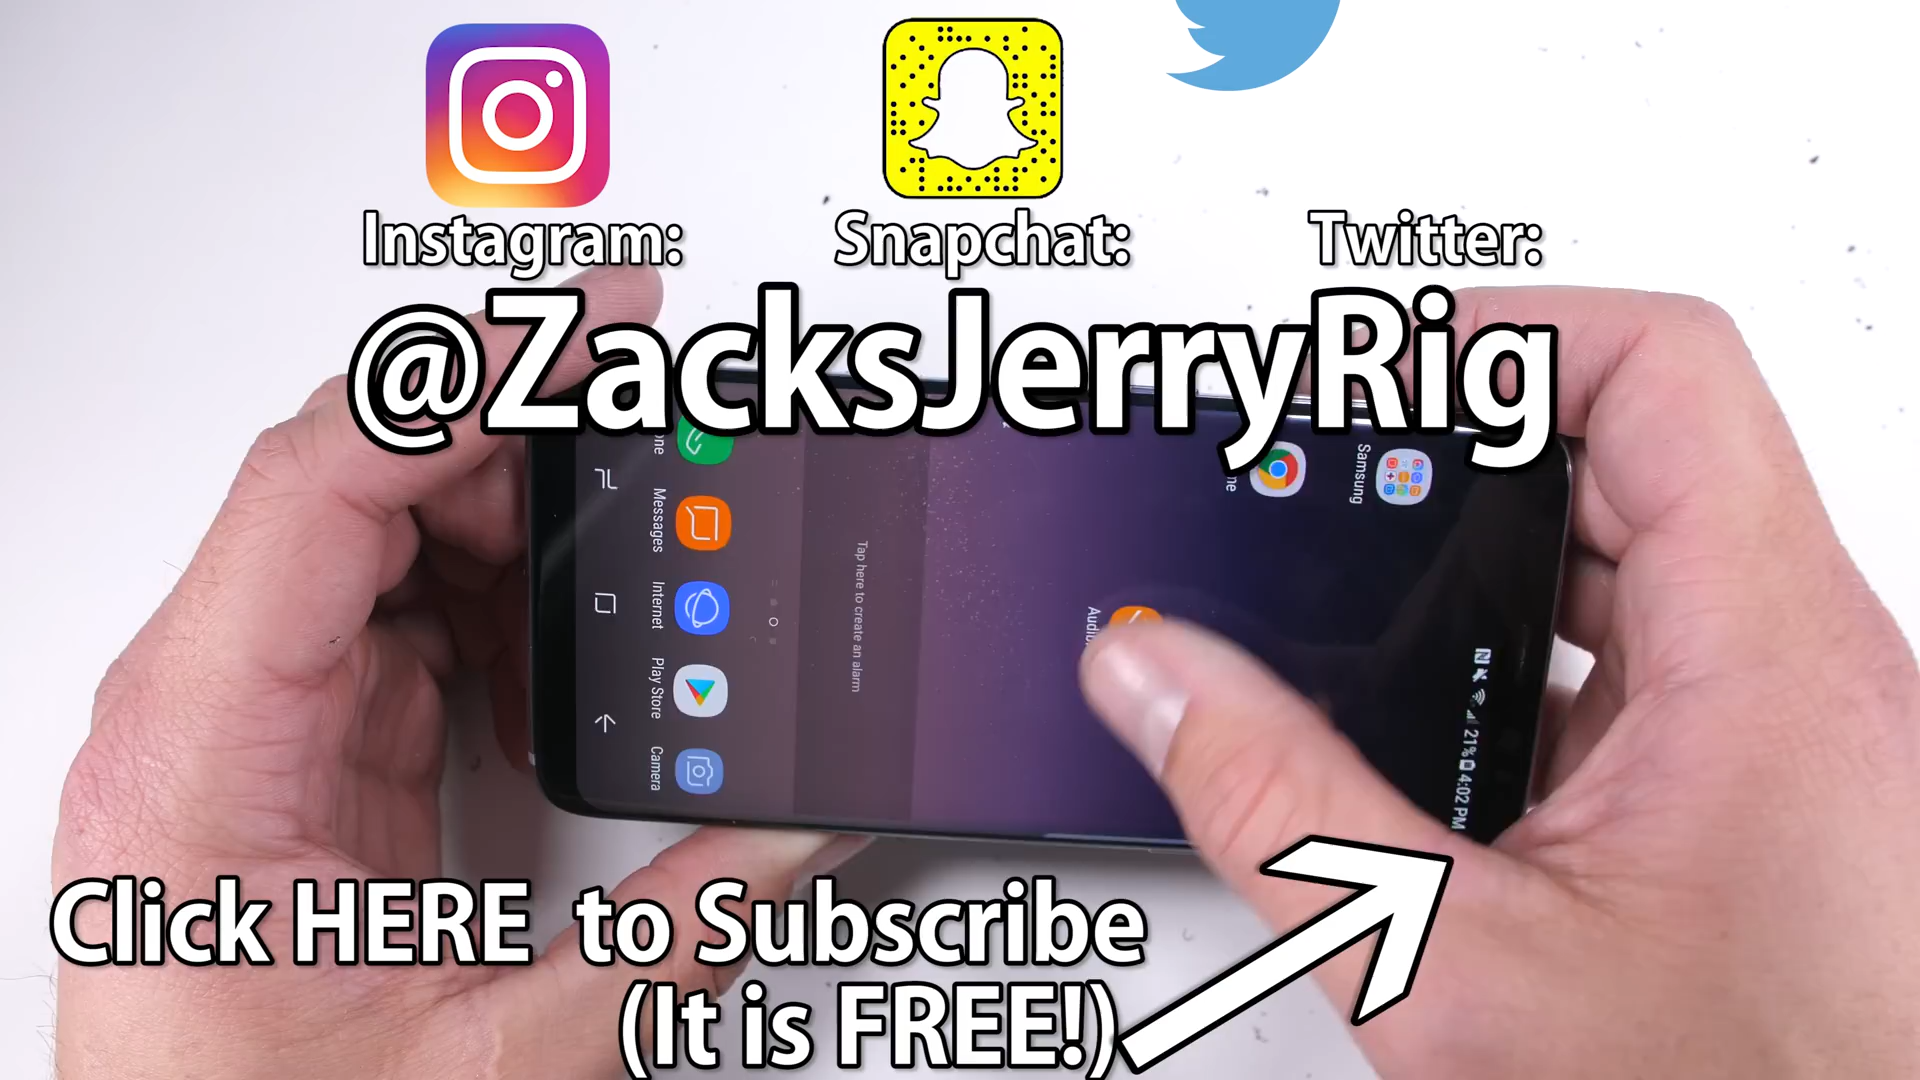 Instagram:
Snapchat:
Twitter:
@ZacksJerryRig
Samsung
Messages
Internet
Play Store
Camera
Tap here to create an alarm
21%
4:02 PM
Click HERE to Subscribe
(It is FREE!)